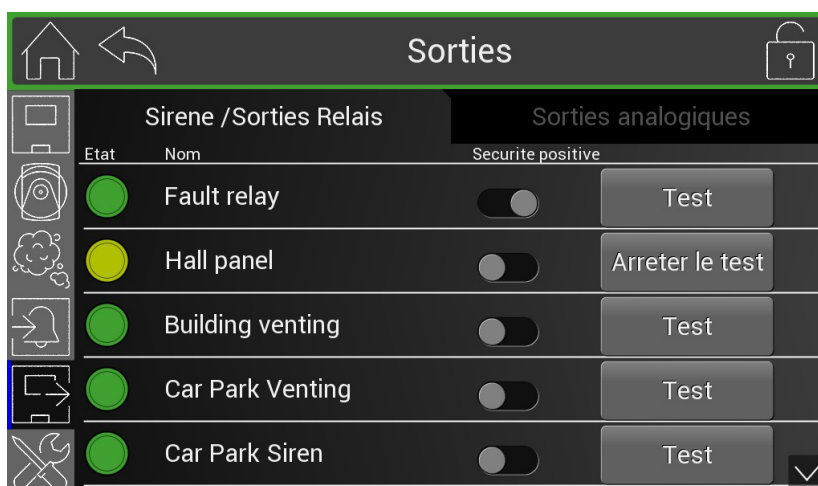 Sorties
Sirene /Sorties Relais
Sorties analogiques
Etat Nom Securite positive
Fault relay Test
Hall panel Arreter le test
Building venting Test
Car Park Venting Test
Car Park Siren Test